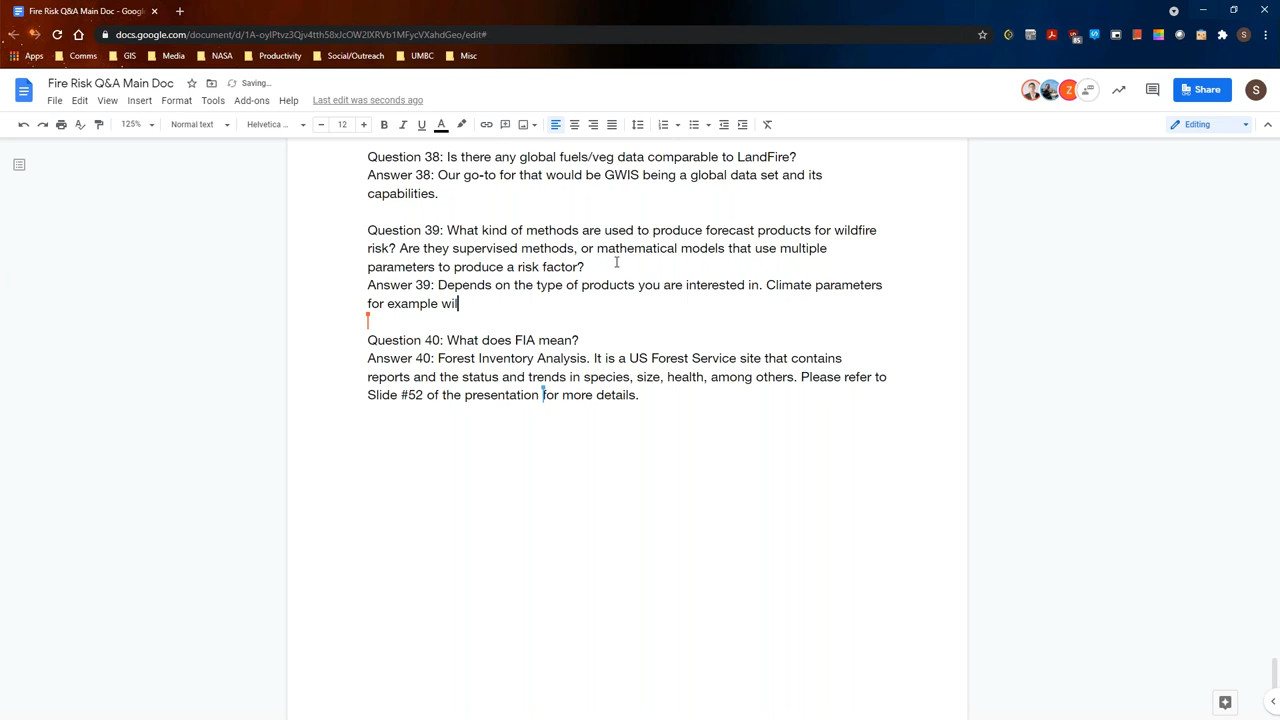 Fire Risk Q&A Main Doc - Googl
docs.google.com/document/d/1A-oyIPtvz3Qjv4tth58xJcOW2IXRVb1MFycVXahdGeo/edit#
Apps Comms GIS Media NASA Productivity Social/Outreach UMBC Misc
Fire Risk Q&A Main Doc Saving...
File Edit View Insert Format Tools Add-ons Help Last edit was seconds ago
Z Share S
125% Normal text Helvetica ... 12 B I U A Editing
Question 38: Is there any global fuels/veg data comparable to LandFire?
Answer 38: Our go-to for that would be GWIS being a global data set and its
capabilities.
Question 39: What kind of methods are used to produce forecast products for wildfire
risk? Are they supervised methods, or mathematical models that use multiple
parameters to produce a risk factor?
Answer 39: Depends on the type of products you are interested in. Climate parameters
for example wil
Question 40: What does FIA mean?
Answer 40: Forest Inventory Analysis. It is a US Forest Service site that contains
reports and the status and trends in species, size, health, among others. Please refer to
Slide #52 of the presentation for more details.